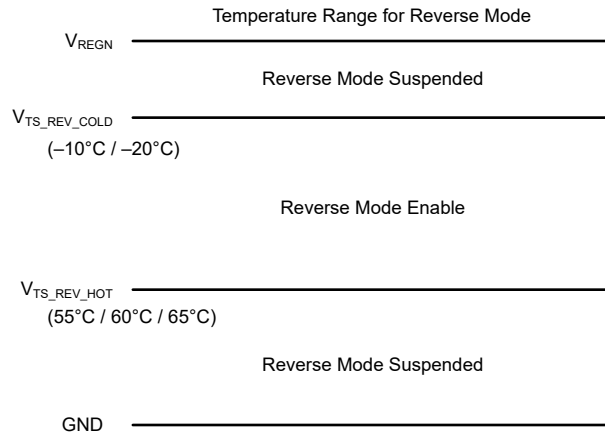 Temperature Range for Reverse Mode
VREGN
Reverse Mode Suspended
VTS_REV_COLD
(–10°C / –20°C)
Reverse Mode Enable
VTS_REV_HOT
(55°C / 60°C / 65°C)
Reverse Mode Suspended
GND